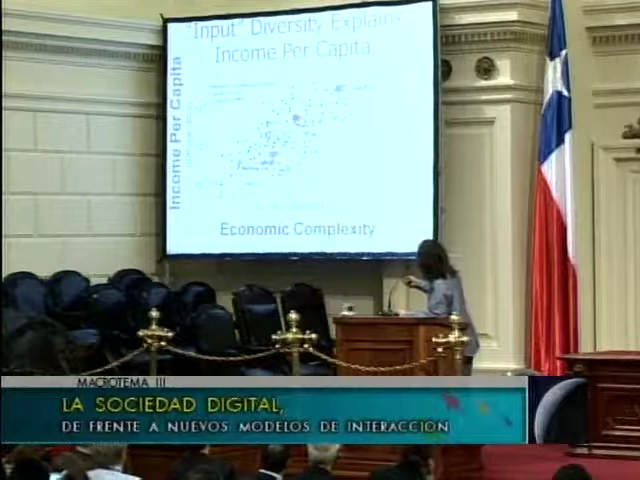 "Input" Diversity Explains
Income Per Capita
Income Per Capita
Economic Complexity
MACROTEMA III
LA SOCIEDAD DIGITAL,
DE FRENTE A NUEVOS MODELOS DE INTERACCIÓN